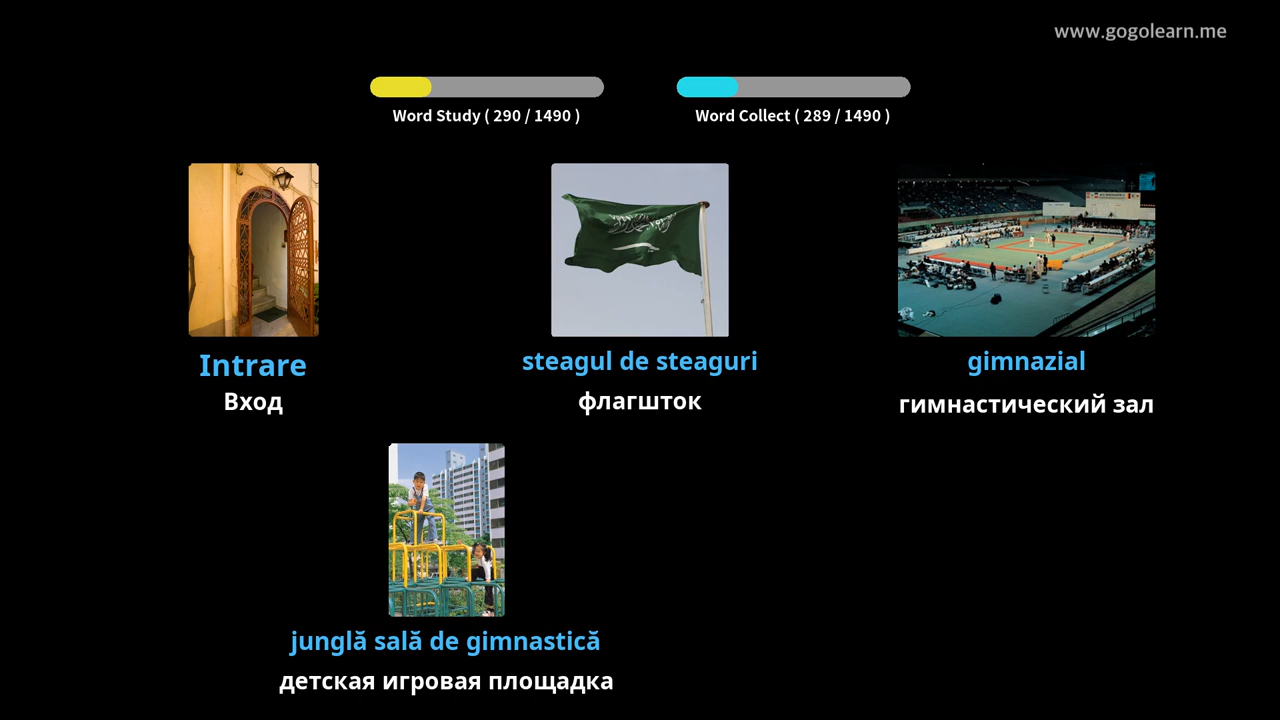 www.gogolearn.me
Word Study ( 290 / 1490 )
Word Collect ( 289 / 1490 )
Intrare
Вход
steagul de steaguri
флагшток
gimnazial
гимнастический зал
junglă sală de gimnastică
детская игровая площадка